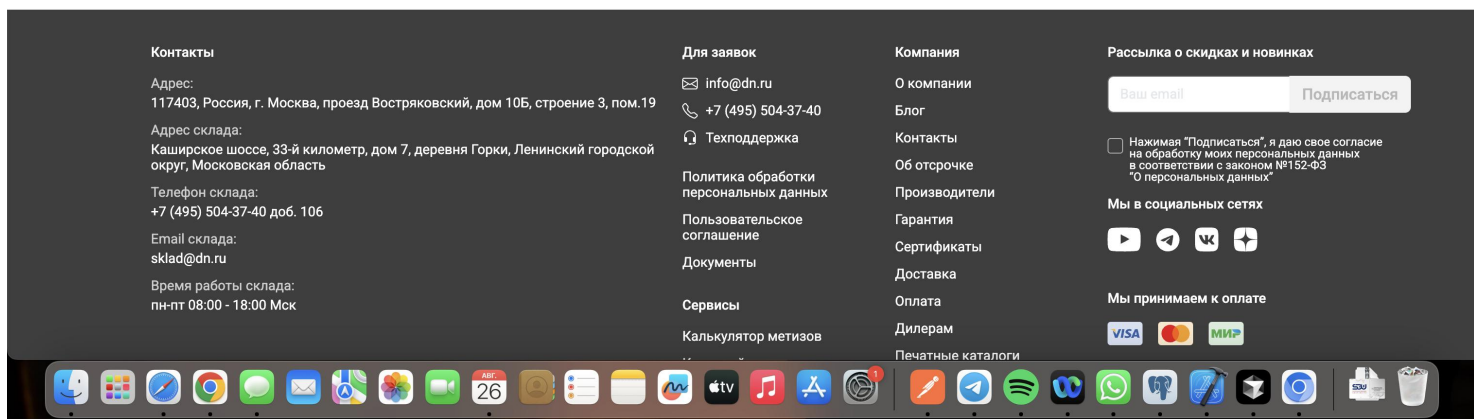 Контакты
Адрес:
117403, Россия, г. Москва, проезд Востряковский, дом 10Б, строение 3, пом.19
Адрес склада:
Каширское шоссе, 33-й километр, дом 7, деревня Горки, Ленинский городской
округ, Московская область
Телефон склада:
+7 (495) 504-37-40 доб. 106
Email склада:
sklad@dn.ru
Время работы склада:
пн-пт 08:00 - 18:00 Мск
Для заявок
info@dn.ru
+7 (495) 504-37-40
Техподдержка
Политика обработки
персональных данных
Пользовательское
соглашение
Документы
Сервисы
Калькулятор метизов
Компания
О компании
Блог
Контакты
Об отсрочке
Производители
Гарантия
Сертификаты
Доставка
Оплата
Дилерам
Печатные каталоги
Рассылка о скидках и новинках
Ваш email
Подписаться
Нажимая "Подписаться", я даю свое согласие
на обработку моих персональных данных
в соответствии с законом №152-ФЗ
"О персональных данных"
Мы в социальных сетях
Мы принимаем к оплате
VISA
МИР
АВГ.
26
tv
1